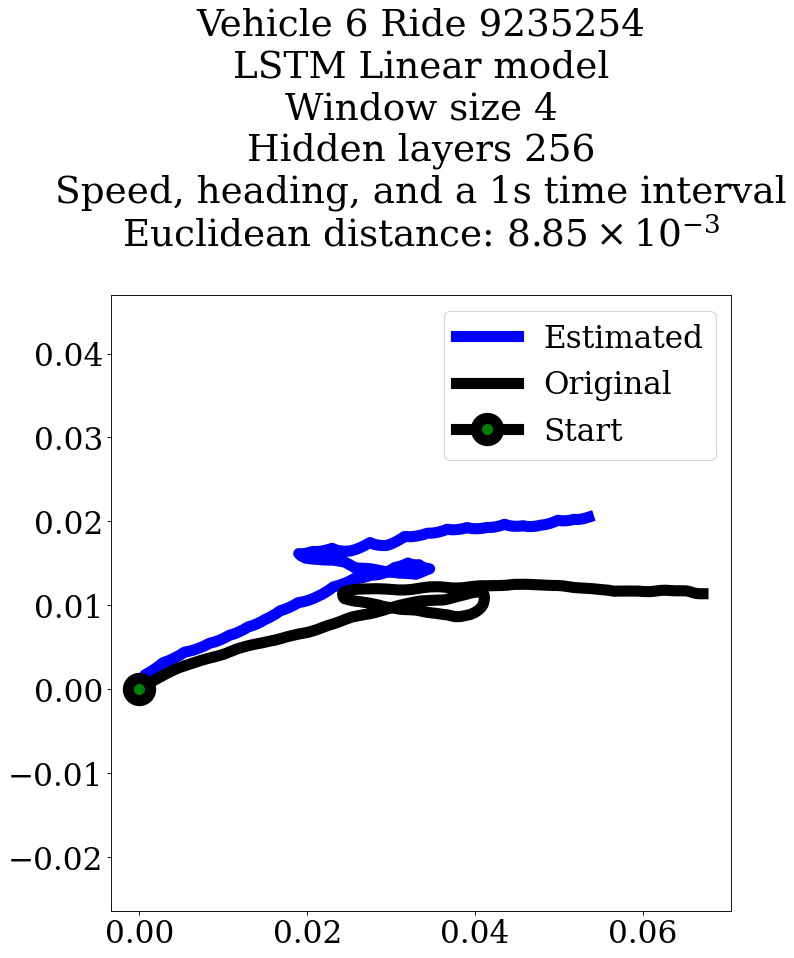 Vehicle 6 Ride 9235254
LSTM Linear model
Window size 4
Hidden layers 256
Speed, heading, and a 1s time interval
Euclidean distance: 8.85 × 10⁻³
Estimated
Original
Start
0.04
0.03
0.02
0.01
0.00
−0.01
−0.02
0.00 0.02 0.04 0.06